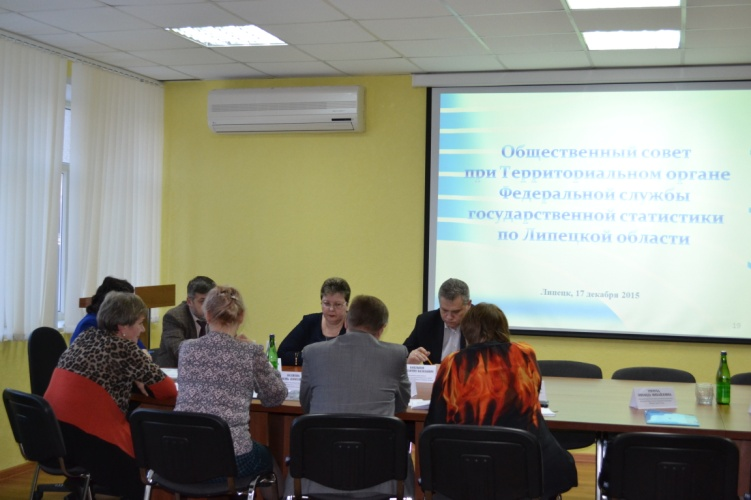 Общественный совет
при Территориальном органе
Федеральной службы
государственной статистики
по Липецкой области
Липецк, 17 декабря 2015